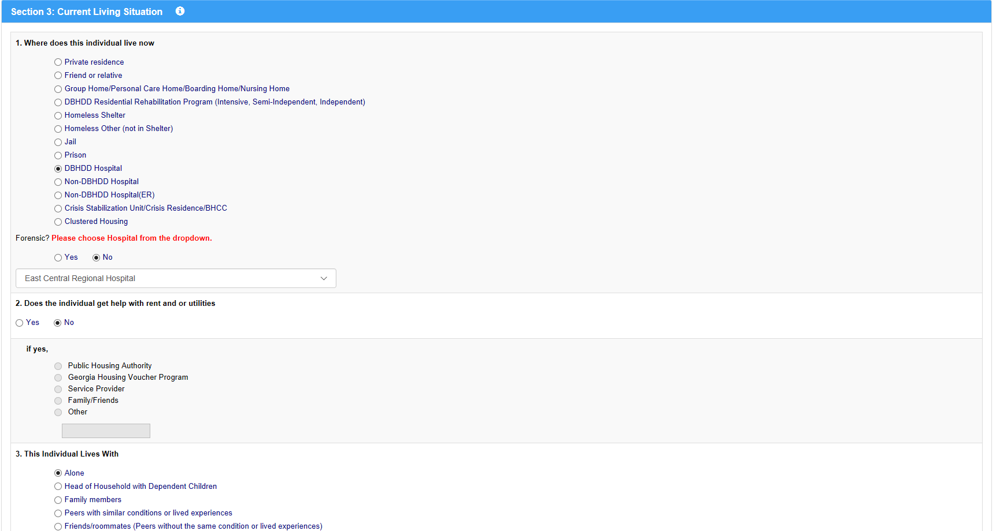 Section 3: Current Living Situation
1. Where does this individual live now
Private residence
Friend or relative
Group Home/Personal Care Home/Boarding Home/Nursing Home
DBHDD Residential Rehabilitation Program (Intensive, Semi-Independent, Independent)
Homeless Shelter
Homeless Other (not in Shelter)
Jail
Prison
DBHDD Hospital
Non-DBHDD Hospital
Non-DBHDD Hospital(ER)
Crisis Stabilization Unit/Crisis Residence/BHCC
Clustered Housing
Forensic? Please choose Hospital from the dropdown.
Yes No
East Central Regional Hospital
2. Does the individual get help with rent and or utilities
Yes No
if yes,
Public Housing Authority
Georgia Housing Voucher Program
Service Provider
Family/Friends
Other
3. This Individual Lives With
Alone
Head of Household with Dependent Children
Family members
Peers with similar conditions or lived experiences
Friends/roommates (Peers without the same condition or lived experiences)